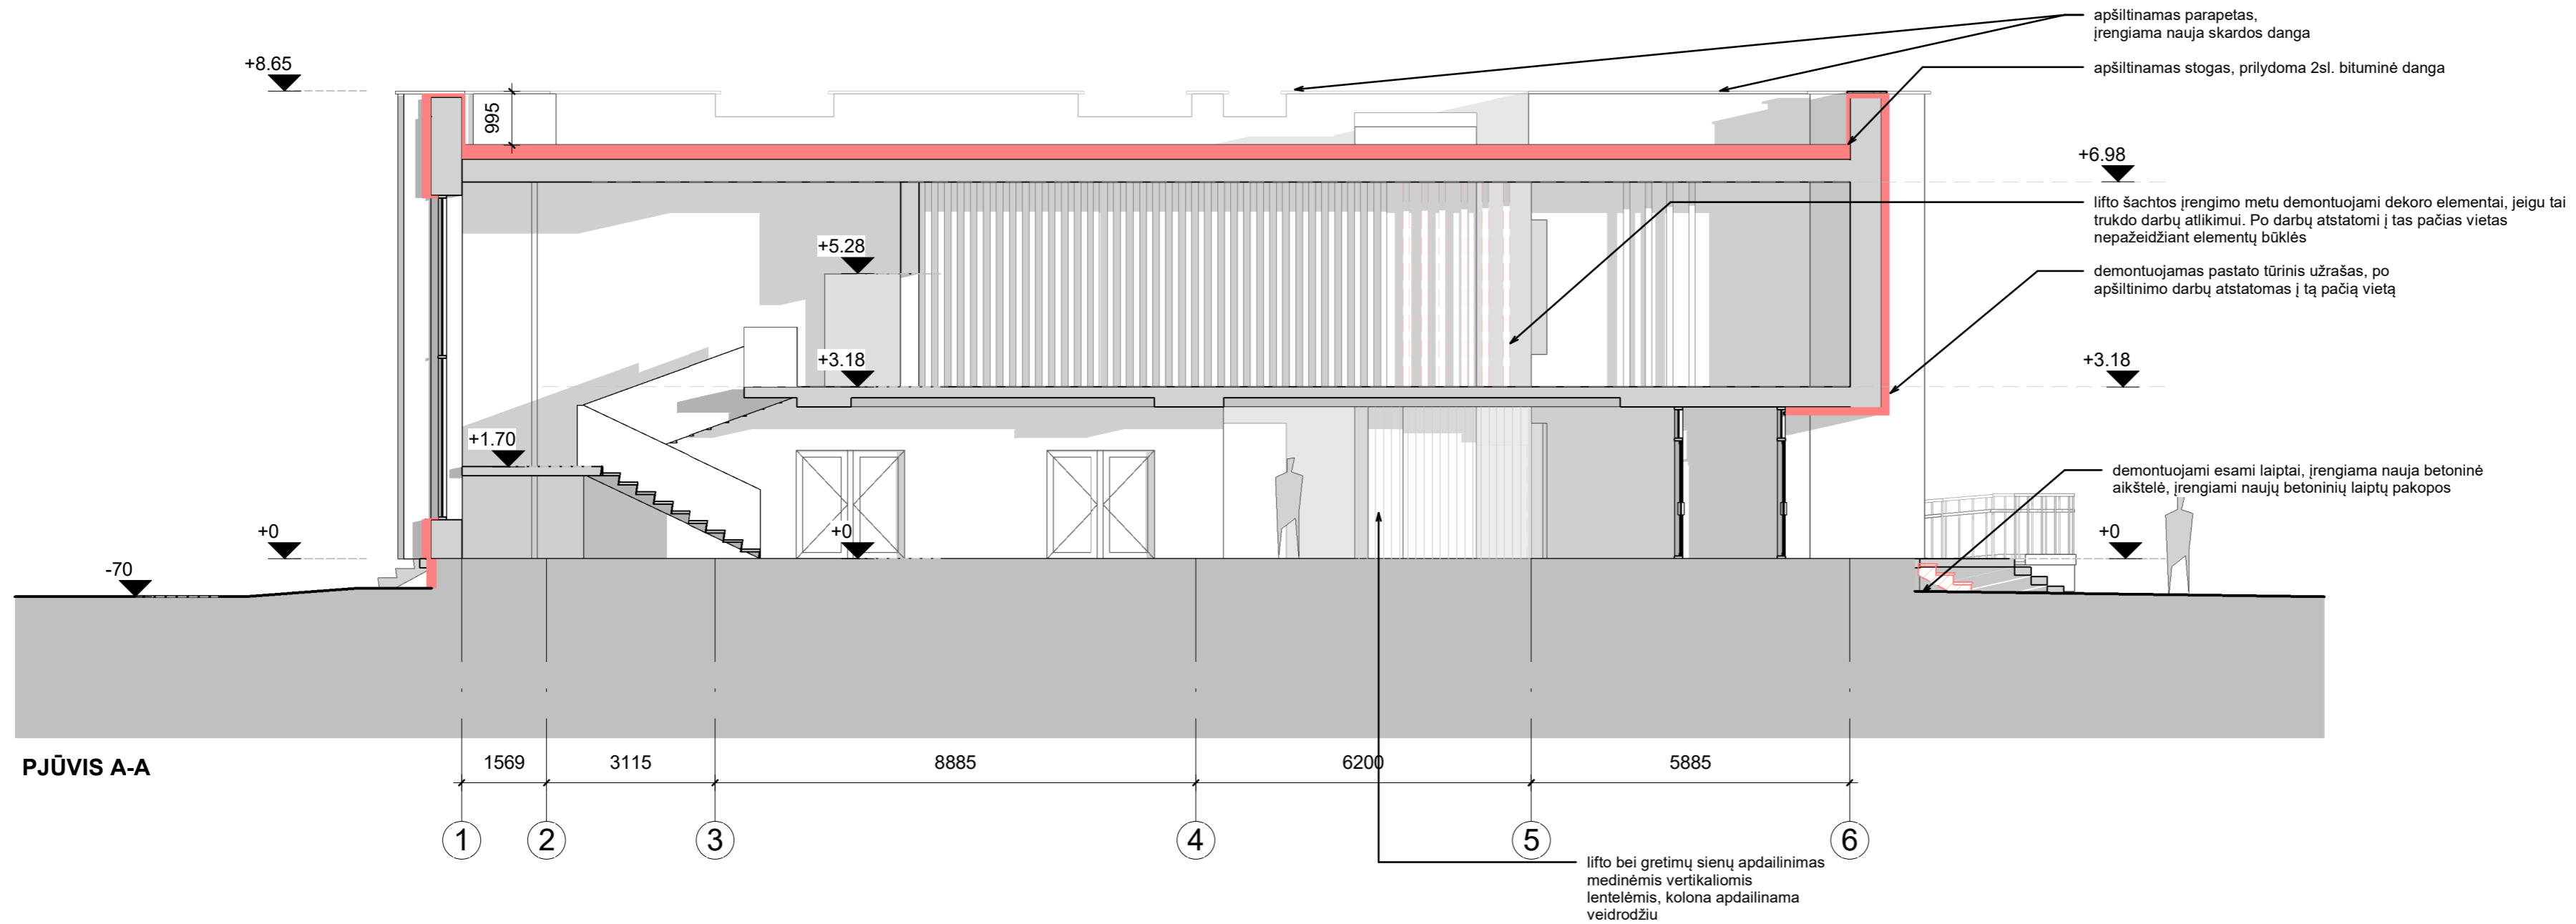 apšiltinamas parapetas,
įrengiama nauja skardos danga
+8.65
apšiltinamas stogas, prilydoma 2sl. bituminė danga
995
+6.98
lifto šachtos įrengimo metu demontuojami dekoro elementai, jeigu tai
trukdo darbų atlikimui. Po darbų atstatomi į tas pačias vietas
nepažeidžiant elementų būklės
+5.28
demontuojamas pastato tūrinis užrašas, po
apšiltinimo darbų atstatomas į tą pačią vietą
+3.18
+3.18
+1.70
demontuojami esami laiptai, įrengiama nauja betoninė
aikštelė, įrengiami naujų betoninių laiptų pakopos
+0
+0
+0
-70
PJŪVIS A-A
1569
3115
8885
6200
5885
1
2
3
4
5
6
lifto bei gretimų sienų apdailinimas
medinėmis vertikaliomis
lentelėmis, kolona apdailinama
veidrodžiu